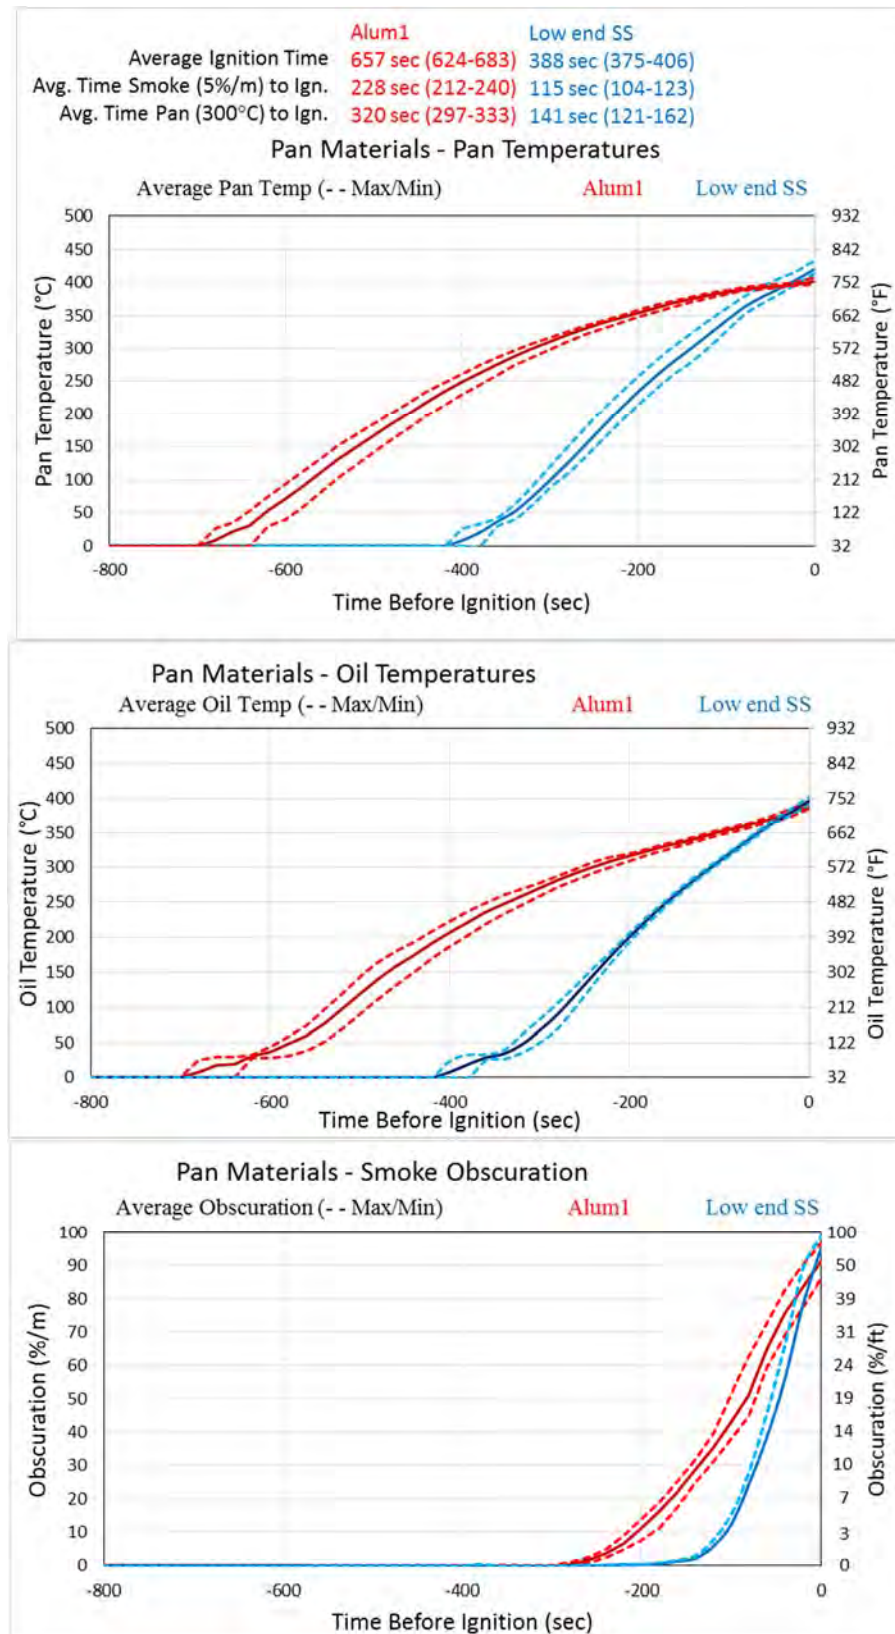 Alum1 Low end SS
Average Ignition Time 657 sec (624-683) 388 sec (375-406)
Avg. Time Smoke (5%/m) to Ign. 228 sec (212-240) 115 sec (104-123)
Avg. Time Pan (300°C) to Ign. 320 sec (297-333) 141 sec (121-162)
Pan Materials - Pan Temperatures
Average Pan Temp (- - Max/Min) Alum1 Low end SS
500 932
450 842
400 752
350 662
300 572
250 482
200 392
150 302
100 212
50 122
0 32
Pan Temperature (°C)
Pan Temperature (°F)
-800 -600 -400 -200 0
Time Before Ignition (sec)
Pan Materials - Oil Temperatures
Average Oil Temp (- - Max/Min) Alum1 Low end SS
500 932
450 842
400 752
350 662
300 572
250 482
200 392
150 302
100 212
50 122
0 32
Oil Temperature (°C)
Oil Temperature (°F)
-800 -600 -400 -200 0
Time Before Ignition (sec)
Pan Materials - Smoke Obscuration
Average Obscuration (- - Max/Min) Alum1 Low end SS
100 100
90 50
80 39
70 31
60 24
50 19
40 14
30 10
20 7
10 3
0 0
Obscuration (%/m)
Obscuration (%/ft)
-800 -600 -400 -200 0
Time Before Ignition (sec)